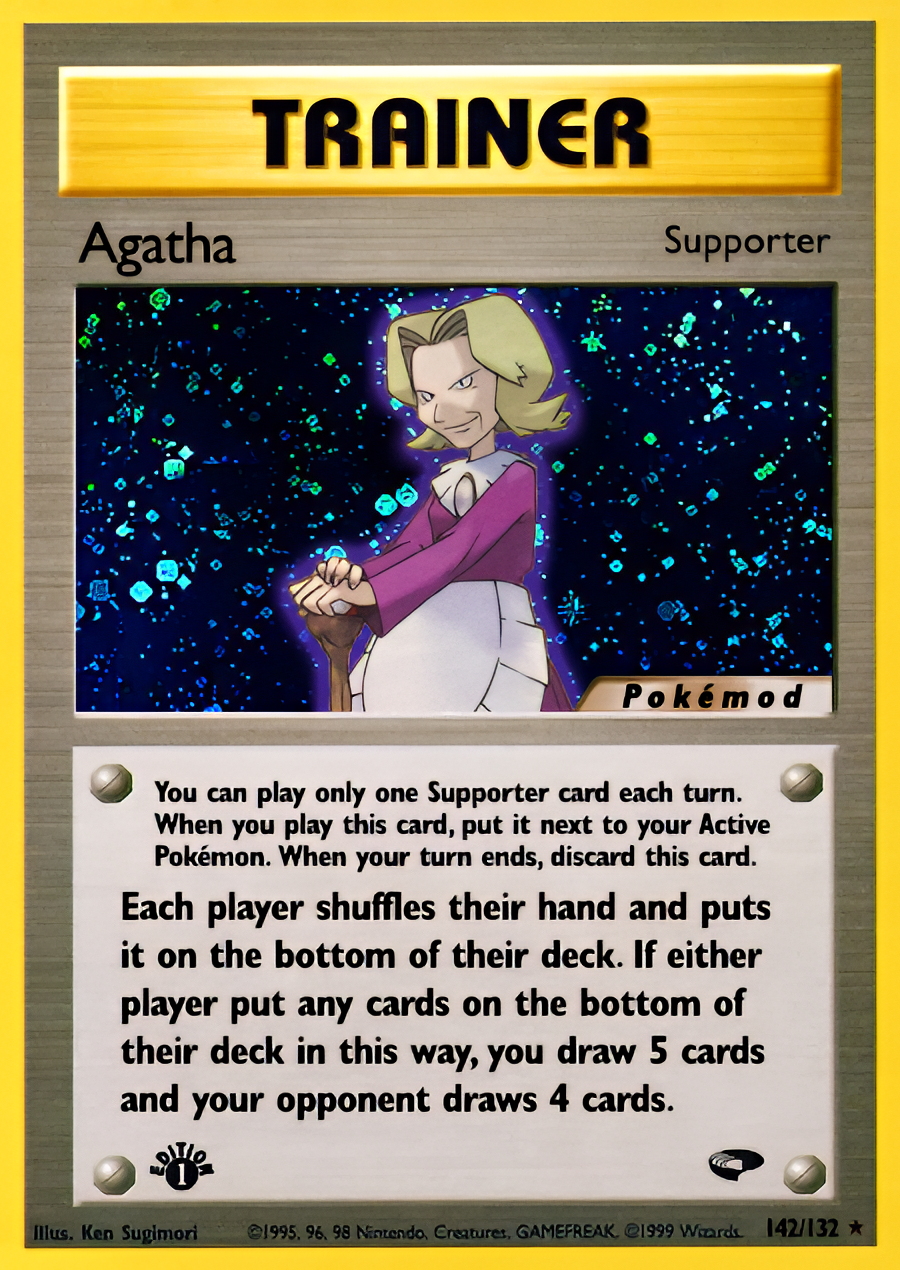 TRAINER
Agatha
Supporter
Pokémod
You can play only one Supporter card each turn.
When you play this card, put it next to your Active
Pokémon. When your turn ends, discard this card.
Each player shuffles their hand and puts
it on the bottom of their deck. If either
player put any cards on the bottom of
their deck in this way, you draw 5 cards
and your opponent draws 4 cards.
EDITION
1
Illus. Ken Sugimori ©1995, 96, 98 Nintendo, Creatures, GAMEFREAK. ©1999 Wizards. 142/132 ★